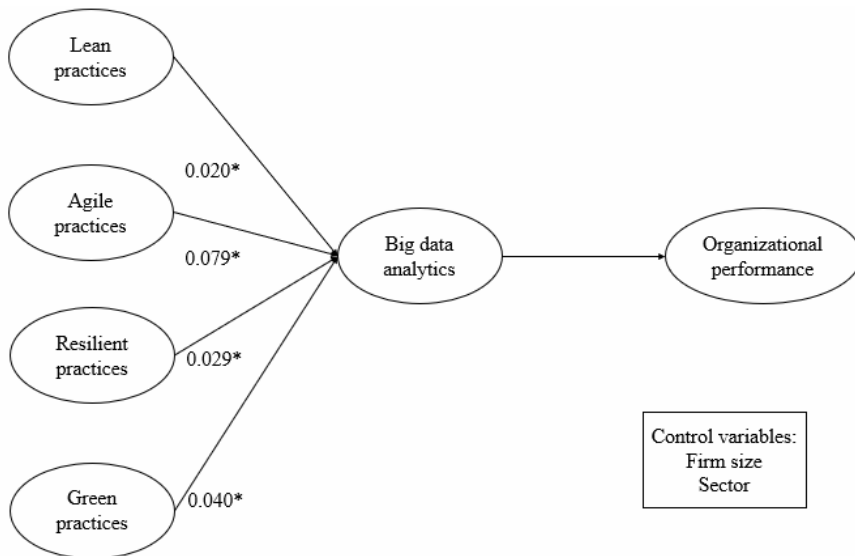 Lean
practices
0.020*
Agile
practices
0.079*
Big data
analytics
Organizational
performance
Resilient
practices
0.029*
Control variables:
Firm size
Sector
Green
practices
0.040*